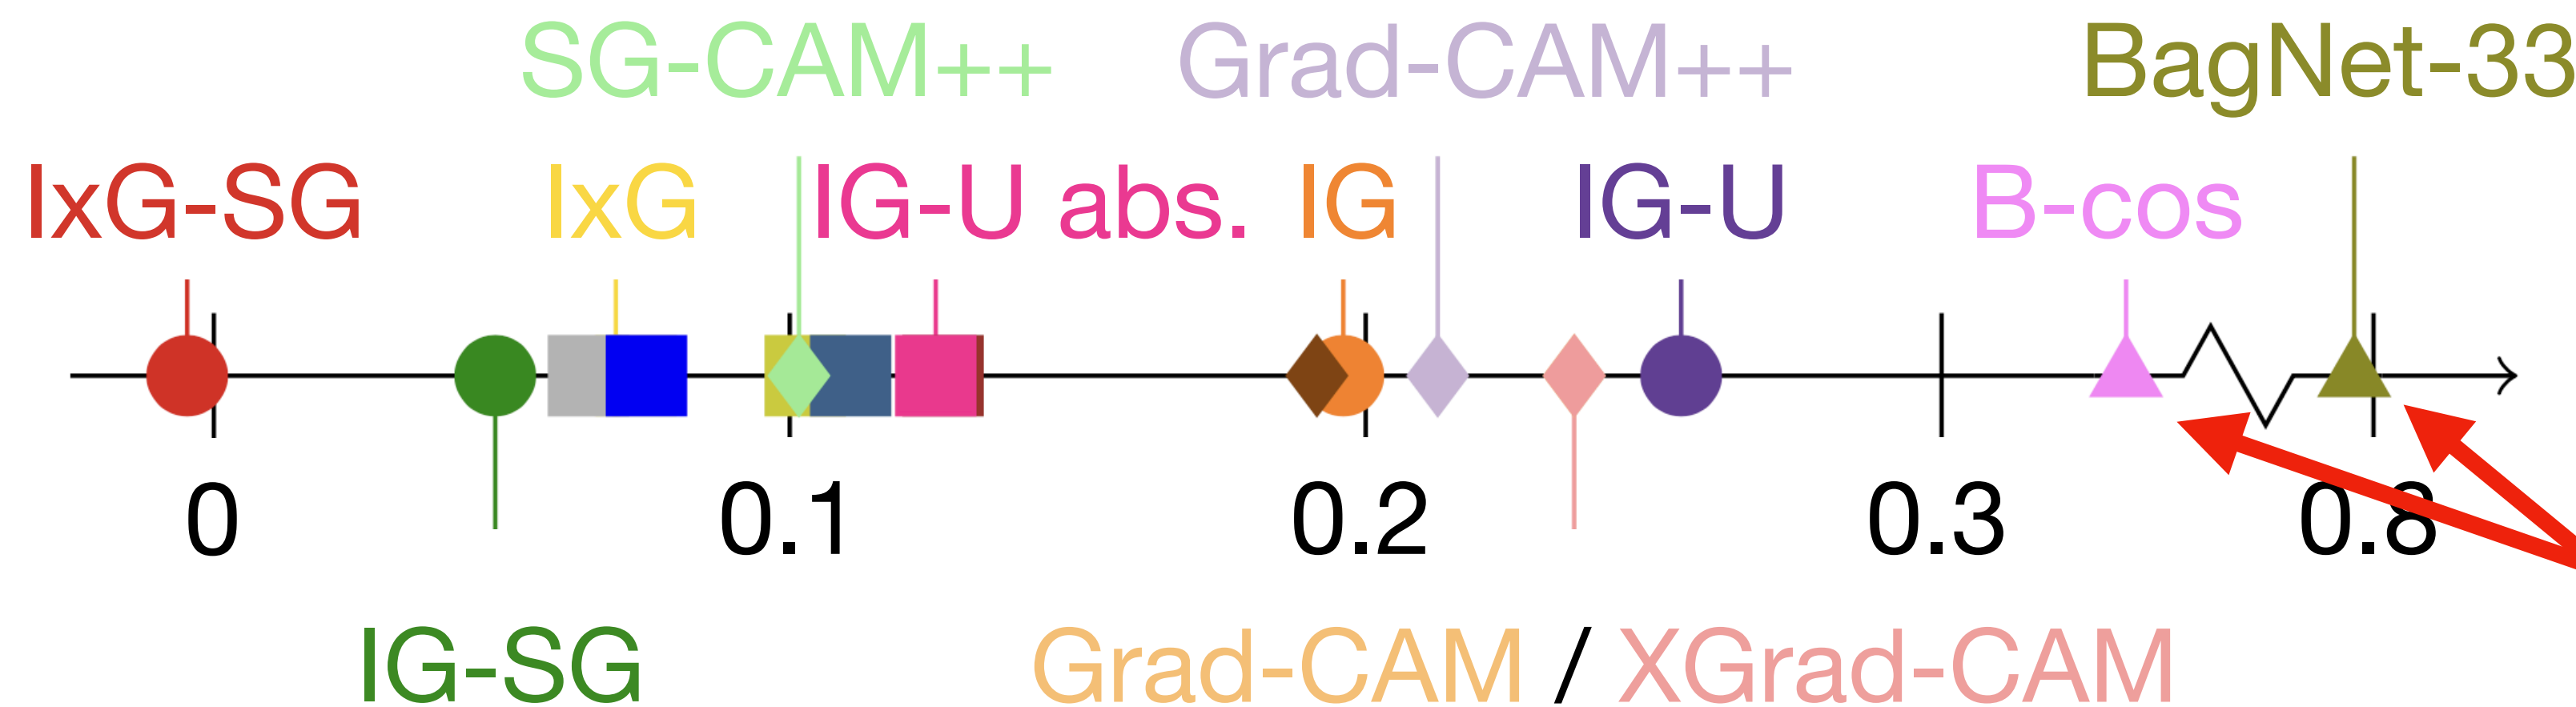 SG-CAM++ Grad-CAM++ BagNet-33
IxG-SG IxG IG-U abs. IG IG-U B-cos
0 0.1 0.2 0.3 0.8
IG-SG Grad-CAM / XGrad-CAM